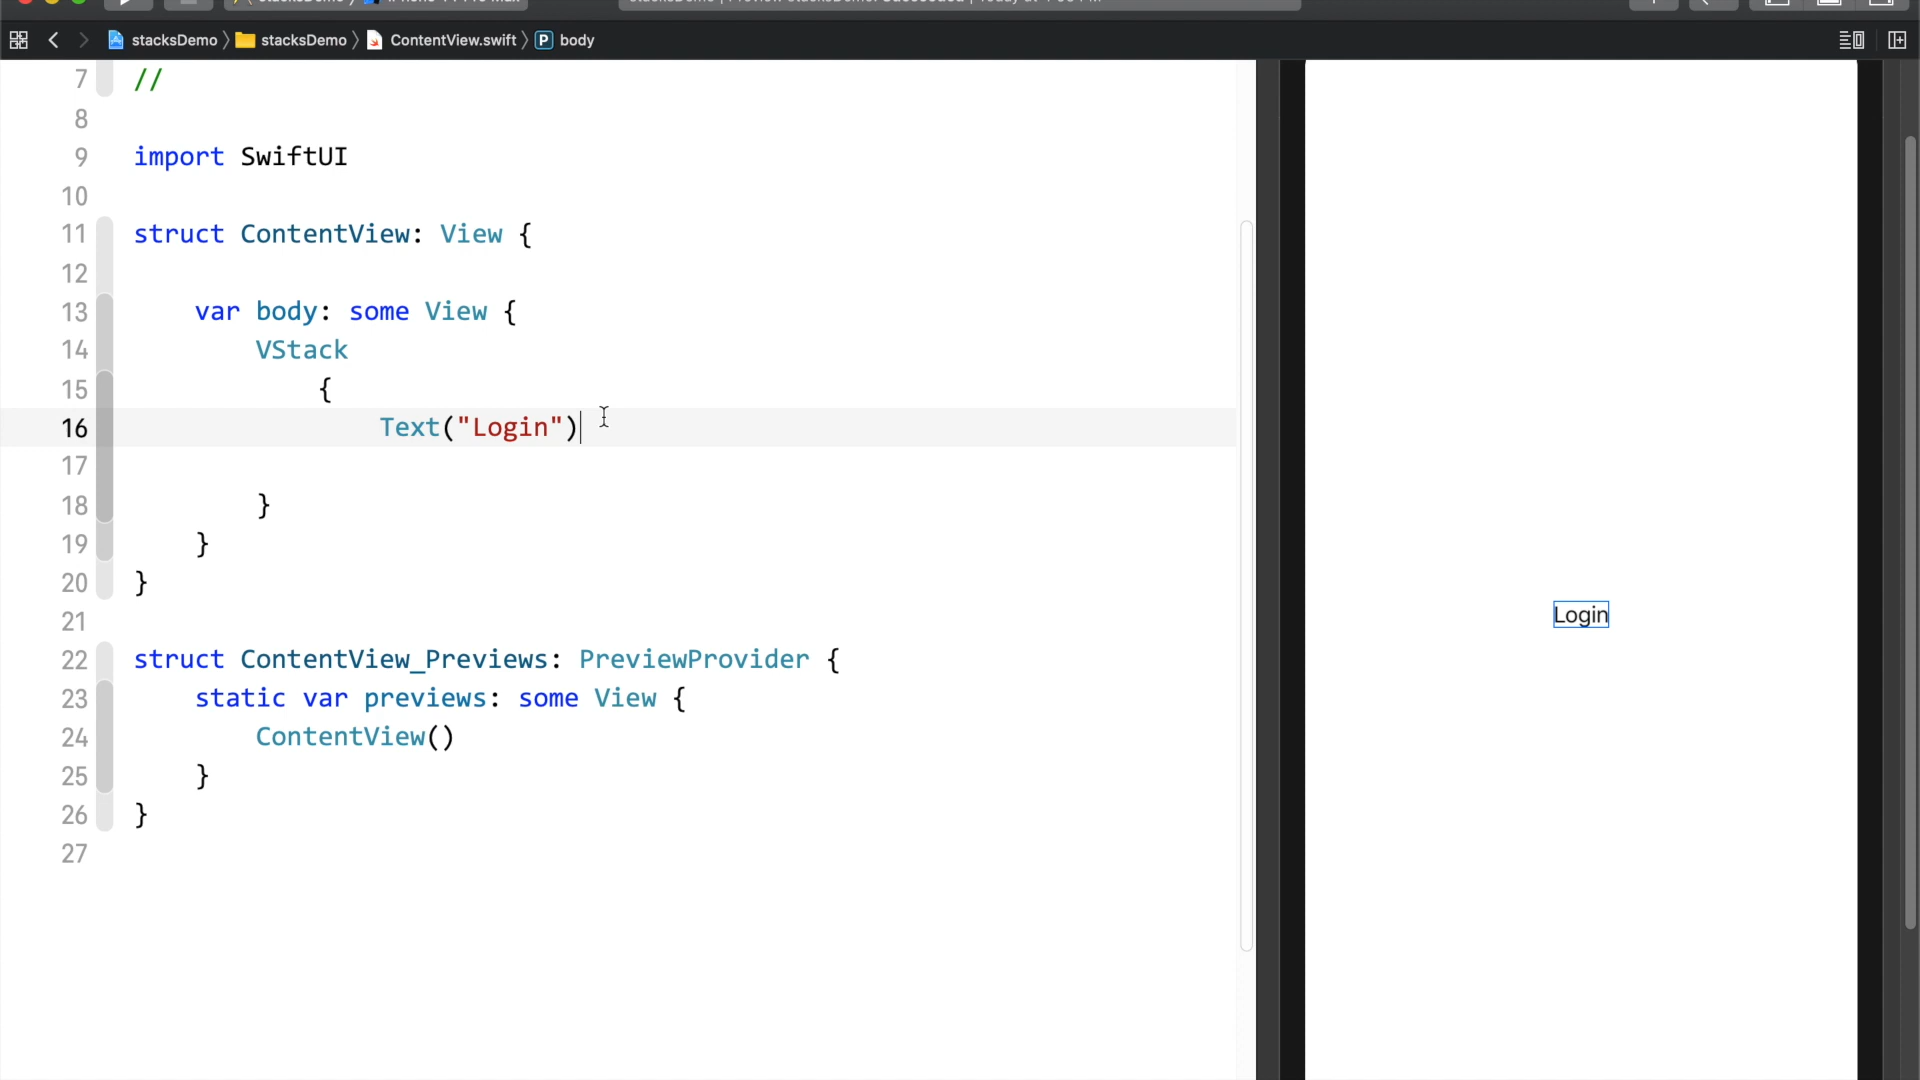 stacksDemo 〉 stacksDemo 〉 ContentView.swift 〉 P body
7 //
8
9 import SwiftUI
10
11 struct ContentView: View {
12
13 var body: some View {
14 VStack
15 {
16 Text("Login")
17
18 }
19 }
20 }
21
22 struct ContentView_Previews: PreviewProvider {
23 static var previews: some View {
24 ContentView()
25 }
26 }
27
Login